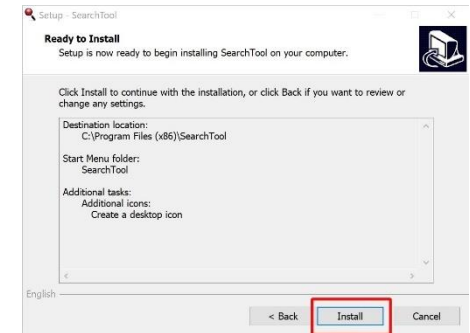 Setup - SearchTool
Ready to Install
Setup is now ready to begin installing SearchTool on your computer.
Click Install to continue with the installation, or click Back if you want to review or
change any settings.
Destination location:
C:\Program Files (x86)\SearchTool
Start Menu folder:
SearchTool
Additional tasks:
Additional icons:
Create a desktop icon
English
< Back
Install
Cancel